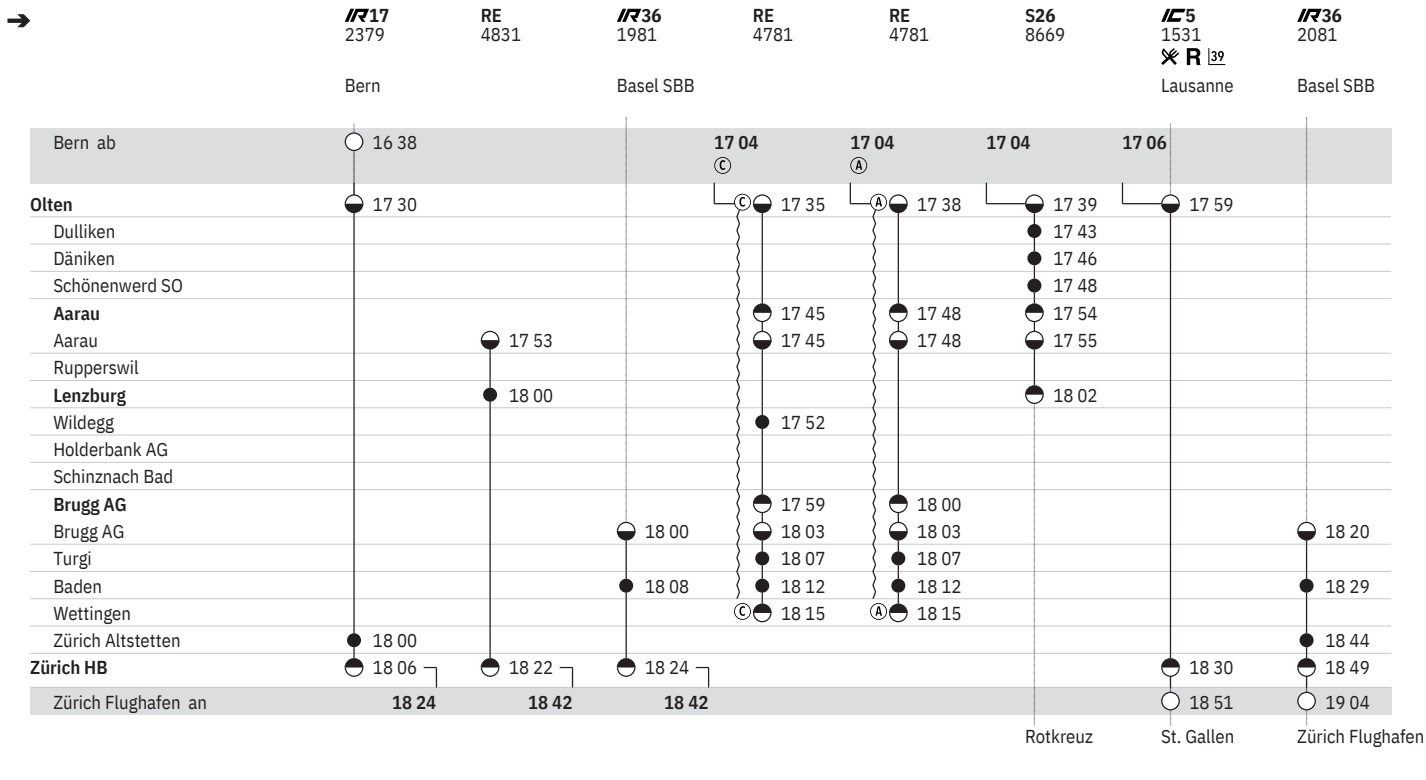 ➔ IR17 RE IR36 RE RE S26 IC5 IR36
2379 4831 1981 4781 4781 8669 1531 2081
R 39
Bern Basel SBB Lausanne Basel SBB
Bern ab 16 38 17 04 17 04 17 04 17 06
C A
Olten 17 30 C 17 35 A 17 38 17 39 17 59
Dulliken 17 43
Däniken 17 46
Schönenwerd SO 17 48
Aarau 17 45 17 48 17 54
Aarau 17 53 17 45 17 48 17 55
Rupperswil
Lenzburg 18 00 18 02
Wildegg 17 52
Holderbank AG
Schinznach Bad
Brugg AG 17 59 18 00
Brugg AG 18 00 18 03 18 03 18 20
Turgi 18 07 18 07
Baden 18 08 18 12 18 12 18 29
Wettingen C 18 15 A 18 15
Zürich Altstetten 18 00 18 44
Zürich HB 18 06 18 22 18 24 18 30 18 49
Zürich Flughafen an 18 24 18 42 18 42 18 51 19 04
Rotkreuz St. Gallen Zürich Flughafen